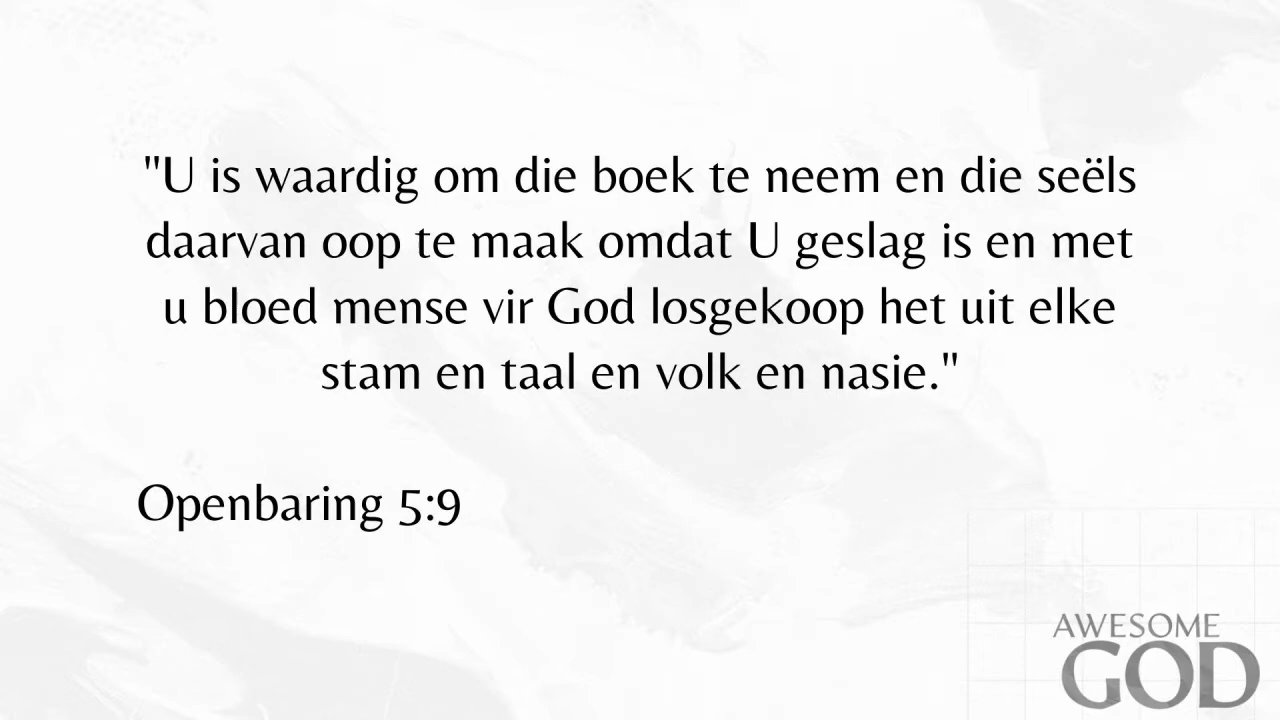 "U is waardig om die boek te neem en die seëls
daarvan oop te maak omdat U geslag is en met
u bloed mense vir God losgekoop het uit elke
stam en taal en volk en nasie."
Openbaring 5:9
AWESOME
GOD